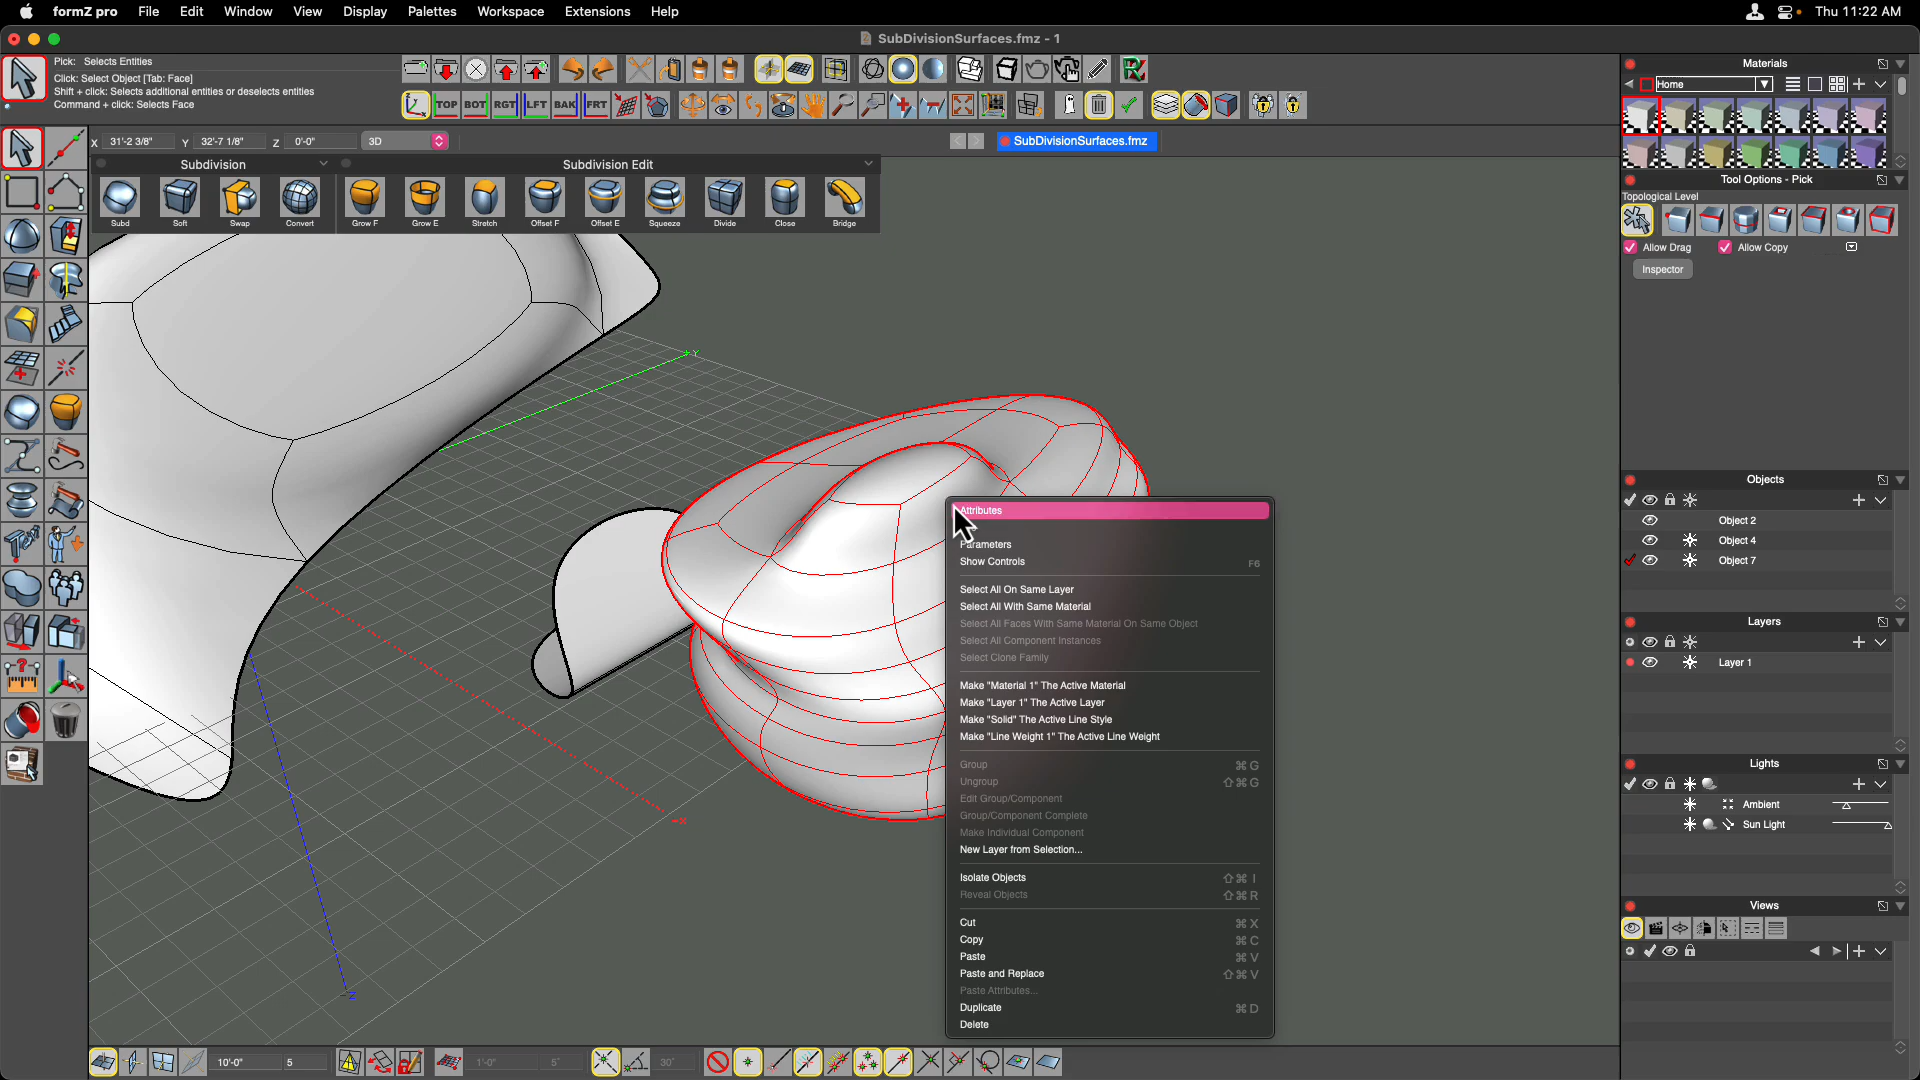 formZ pro File Edit Window View Display Palettes Workspace Extensions Help Thu 11:22 AM
SubDivisionSurfaces.fmz - 1
Pick: Selects Entities
Click: Select Object [Tab: Face]
Shift + click: Selects additional entities or deselects entities
Command + click: Selects Face
TOP BOT RGT LFT BAK FRT
X 31'-2 3/8" Y 32'-7 1/8" Z 0'-0" 3D
SubDivisionSurfaces.fmz
Subdivision
Subd Soft Swap Convert
Subdivision Edit
Grow F Grow E Stretch Offset F Offset E Squeeze Divide Close Bridge
Y
X
Z
Attributes
Parameters
Show Controls F6
Select All On Same Layer
Select All With Same Material
Select All Faces With Same Material On Same Object
Select All Component Instances
Select Clone Family
Make "Material 1" The Active Material
Make "Layer 1" The Active Layer
Make "Solid" The Active Line Style
Make "Line Weight 1" The Active Line Weight
Group ⌘ G
Ungroup ⇧ ⌘ G
Edit Group/Component
Group/Component Complete
Make Individual Component
New Layer from Selection...
Isolate Objects ⇧ ⌘ I
Reveal Objects ⇧ ⌘ R
Cut ⌘ X
Copy ⌘ C
Paste ⌘ V
Paste and Replace ⇧ ⌘ V
Paste Attributes...
Duplicate ⌘ D
Delete
Materials
Home
Tool Options - Pick
Topological Level
Allow Drag Allow Copy
Inspector
Objects
Object 2
Object 4
Object 7
Layers
Layer 1
Lights
Ambient
Sun Light
Views
10'-0" 5 1'-0" 5° 30°